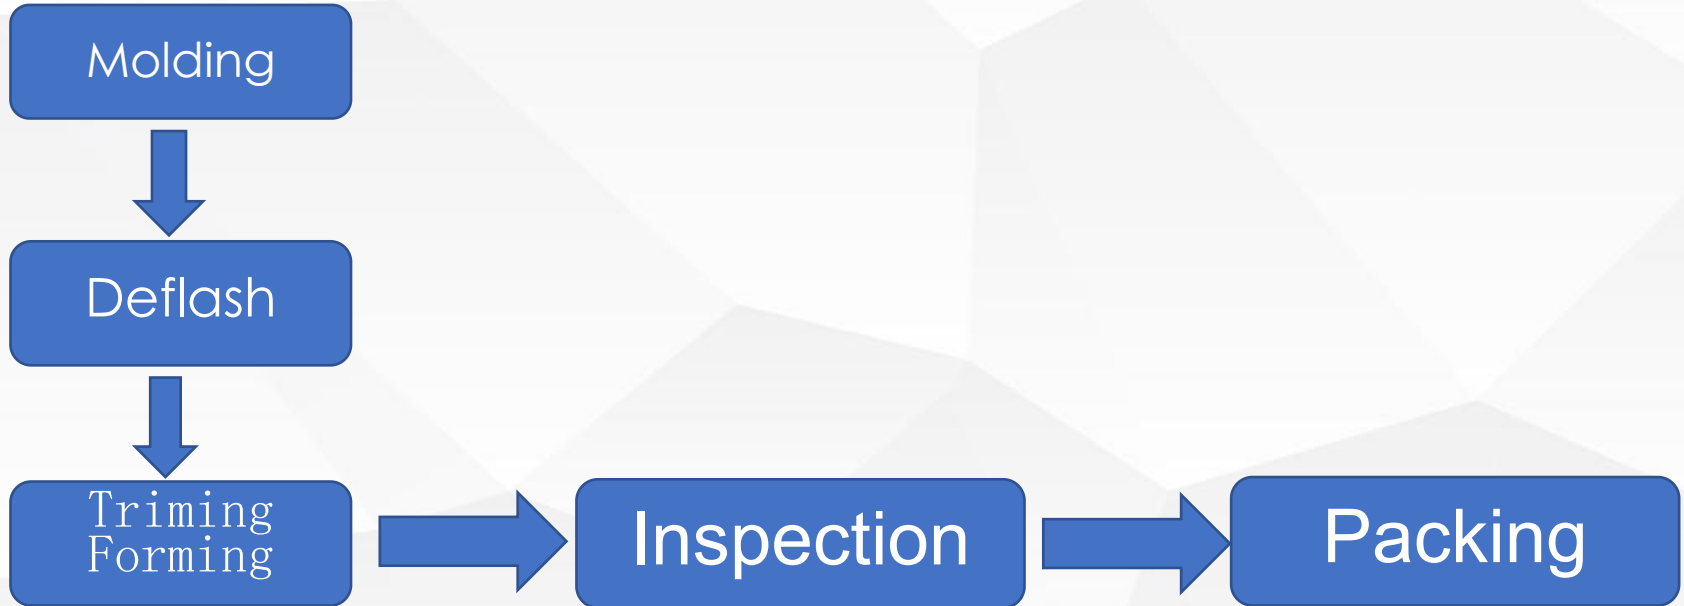 Molding
Deflash
Triming
Forming
Inspection
Packing